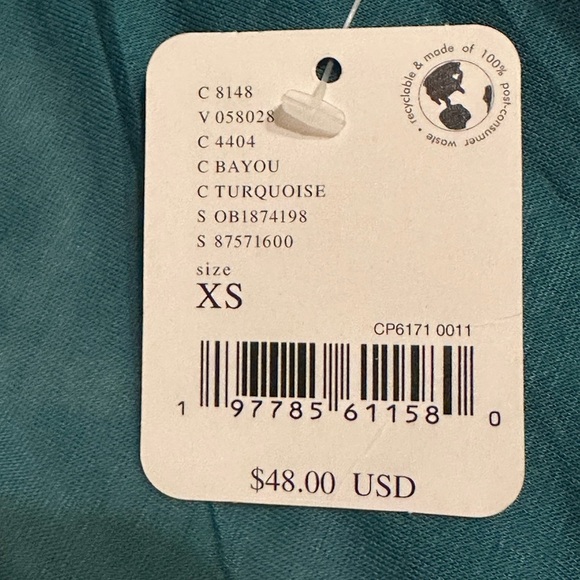 C 8148
V 058028
C 4404
C BAYOU
C TURQUOISE
S OB1874198
S 87571600
size
XS
recyclable & made of 100% post-consumer waste •
CP6171 0011
1 97785 61158 0
$48.00 USD